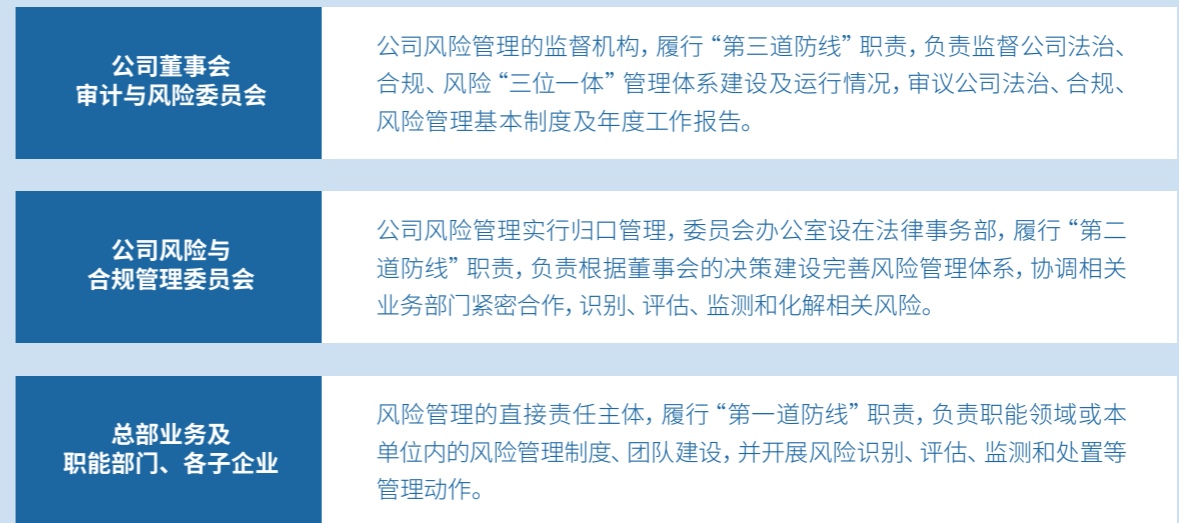 公司董事会
审计与风险委员会
公司风险管理的监督机构，履行“第三道防线”职责，负责监督公司法治、
合规、风险“三位一体”管理体系建设及运行情况，审议公司法治、合规、
风险管理基本制度及年度工作报告。
公司风险与
合规管理委员会
公司风险管理实行归口管理，委员会办公室设在法律事务部，履行“第二
道防线”职责，负责根据董事会的决策建设完善风险管理体系，协调相关
业务部门紧密合作，识别、评估、监测和化解相关风险。
总部业务及
职能部门、各子企业
风险管理的直接责任主体，履行“第一道防线”职责，负责职能领域或本
单位内的风险管理制度、团队建设，并开展风险识别、评估、监测和处置等
管理动作。